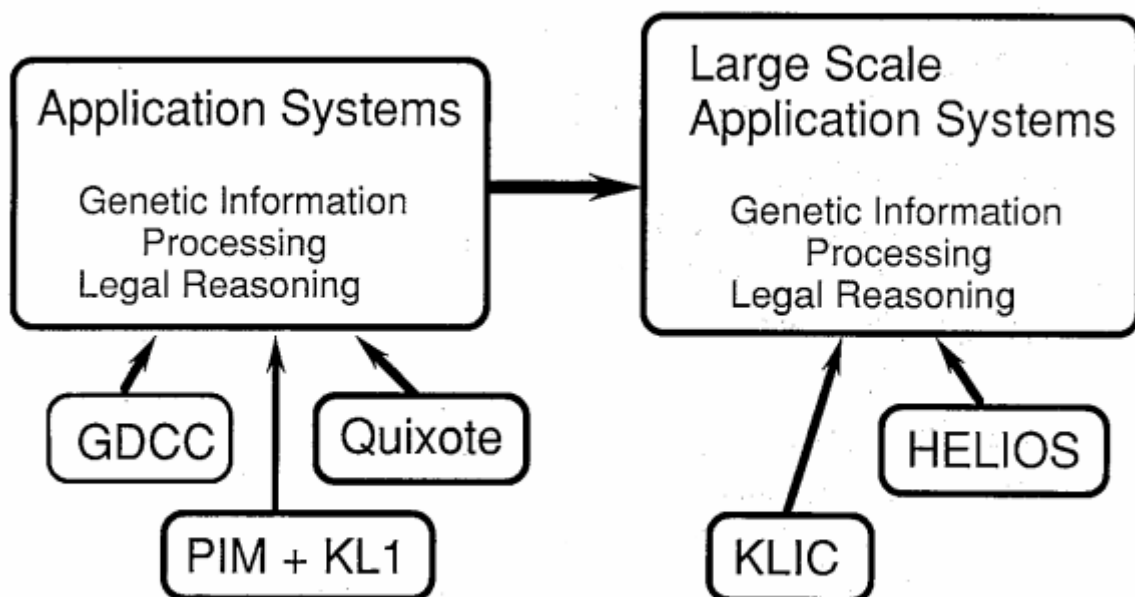 Application Systems
Genetic Information
Processing
Legal Reasoning
Large Scale
Application Systems
Genetic Information
Processing
Legal Reasoning
GDCC
Quixote
PIM + KL1
HELIOS
KLIC